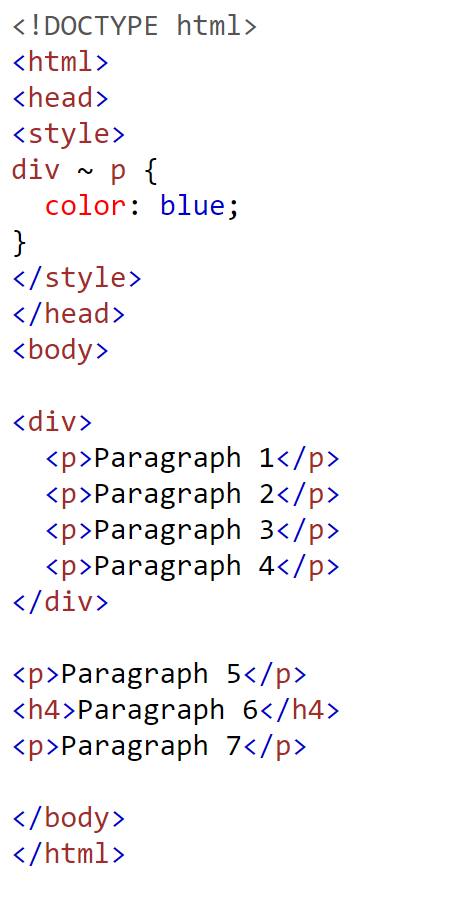 <!DOCTYPE html>
<html>
<head>
<style>
div ~ p {
  color: blue;
}
</style>
</head>
<body>

<div>
  <p>Paragraph 1</p>
  <p>Paragraph 2</p>
  <p>Paragraph 3</p>
  <p>Paragraph 4</p>
</div>

<p>Paragraph 5</p>
<h4>Paragraph 6</h4>
<p>Paragraph 7</p>

</body>
</html>